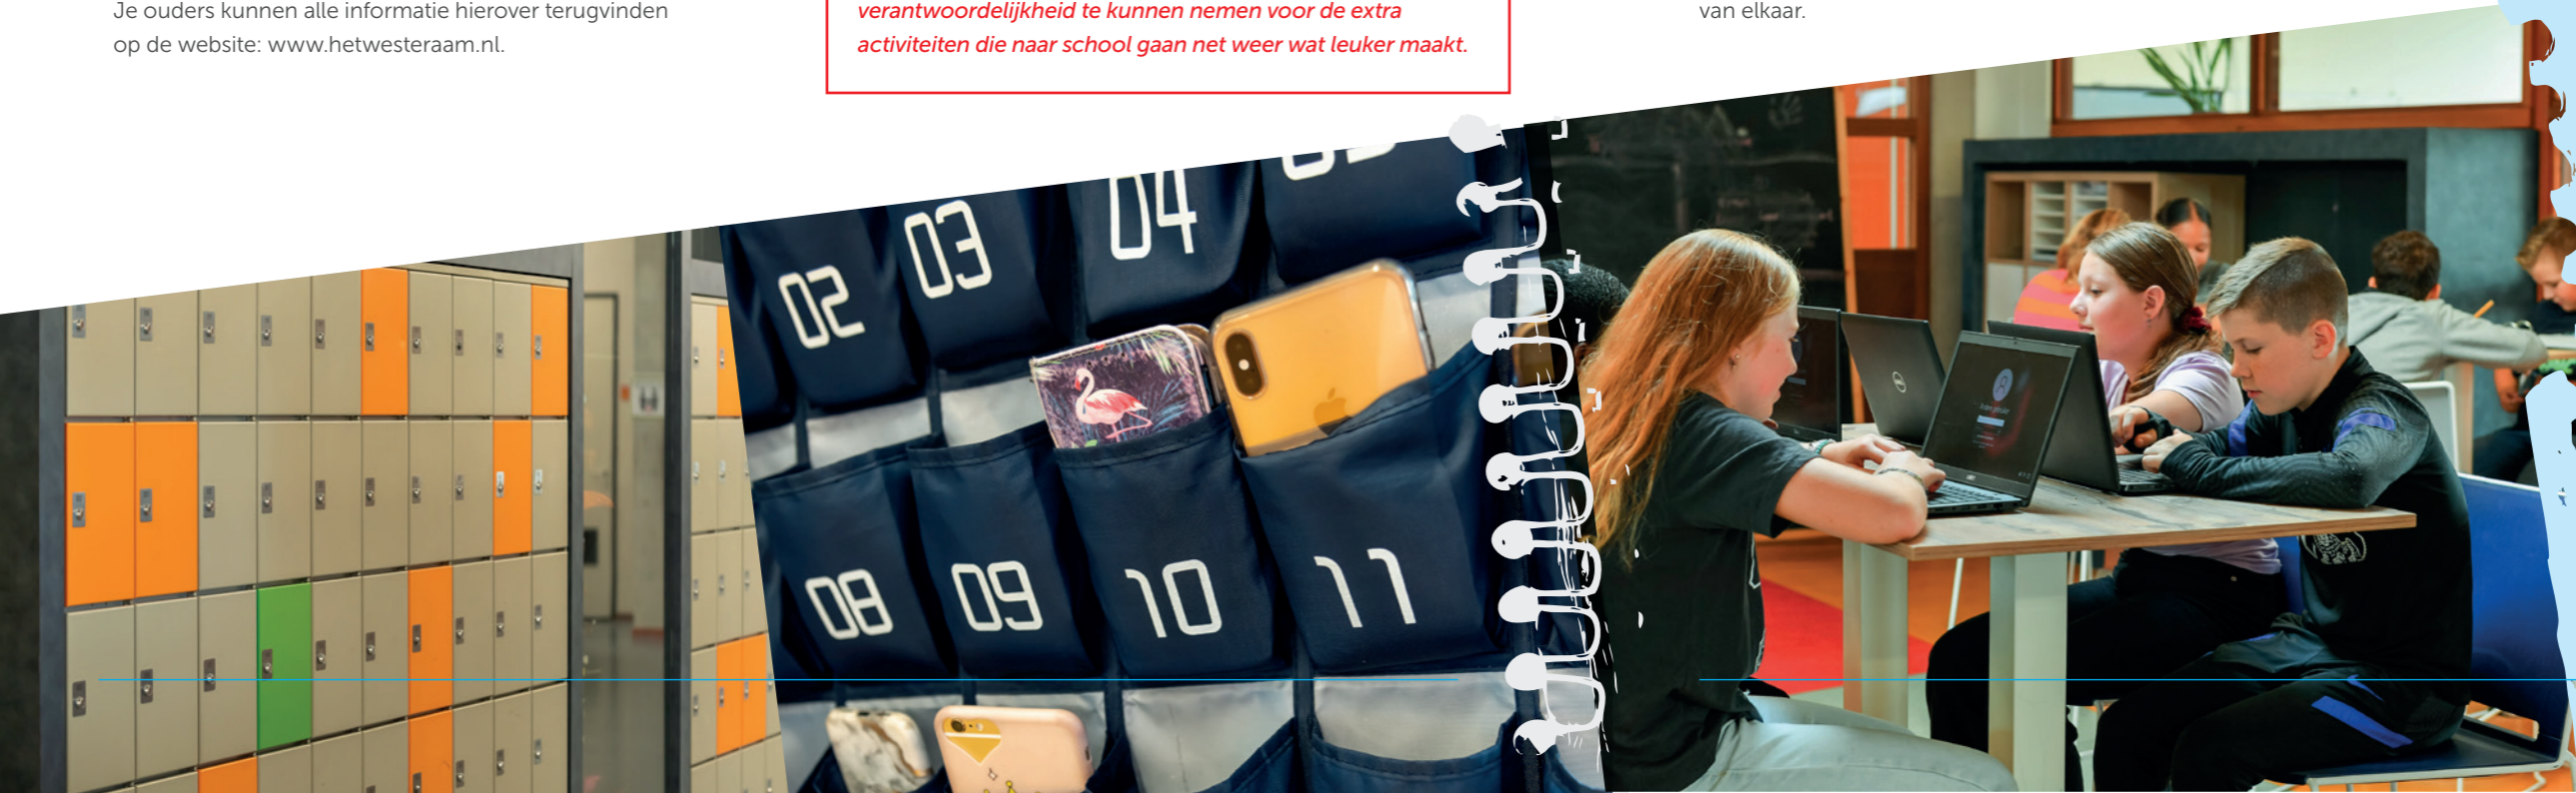 Je ouders kunnen alle informatie hierover terugvinden
op de website: www.hetwesteraam.nl.
verantwoordelijkheid te kunnen nemen voor de extra
activiteiten die naar school gaan net weer wat leuker maakt.
van elkaar.
02
03
04
08
09
10
11